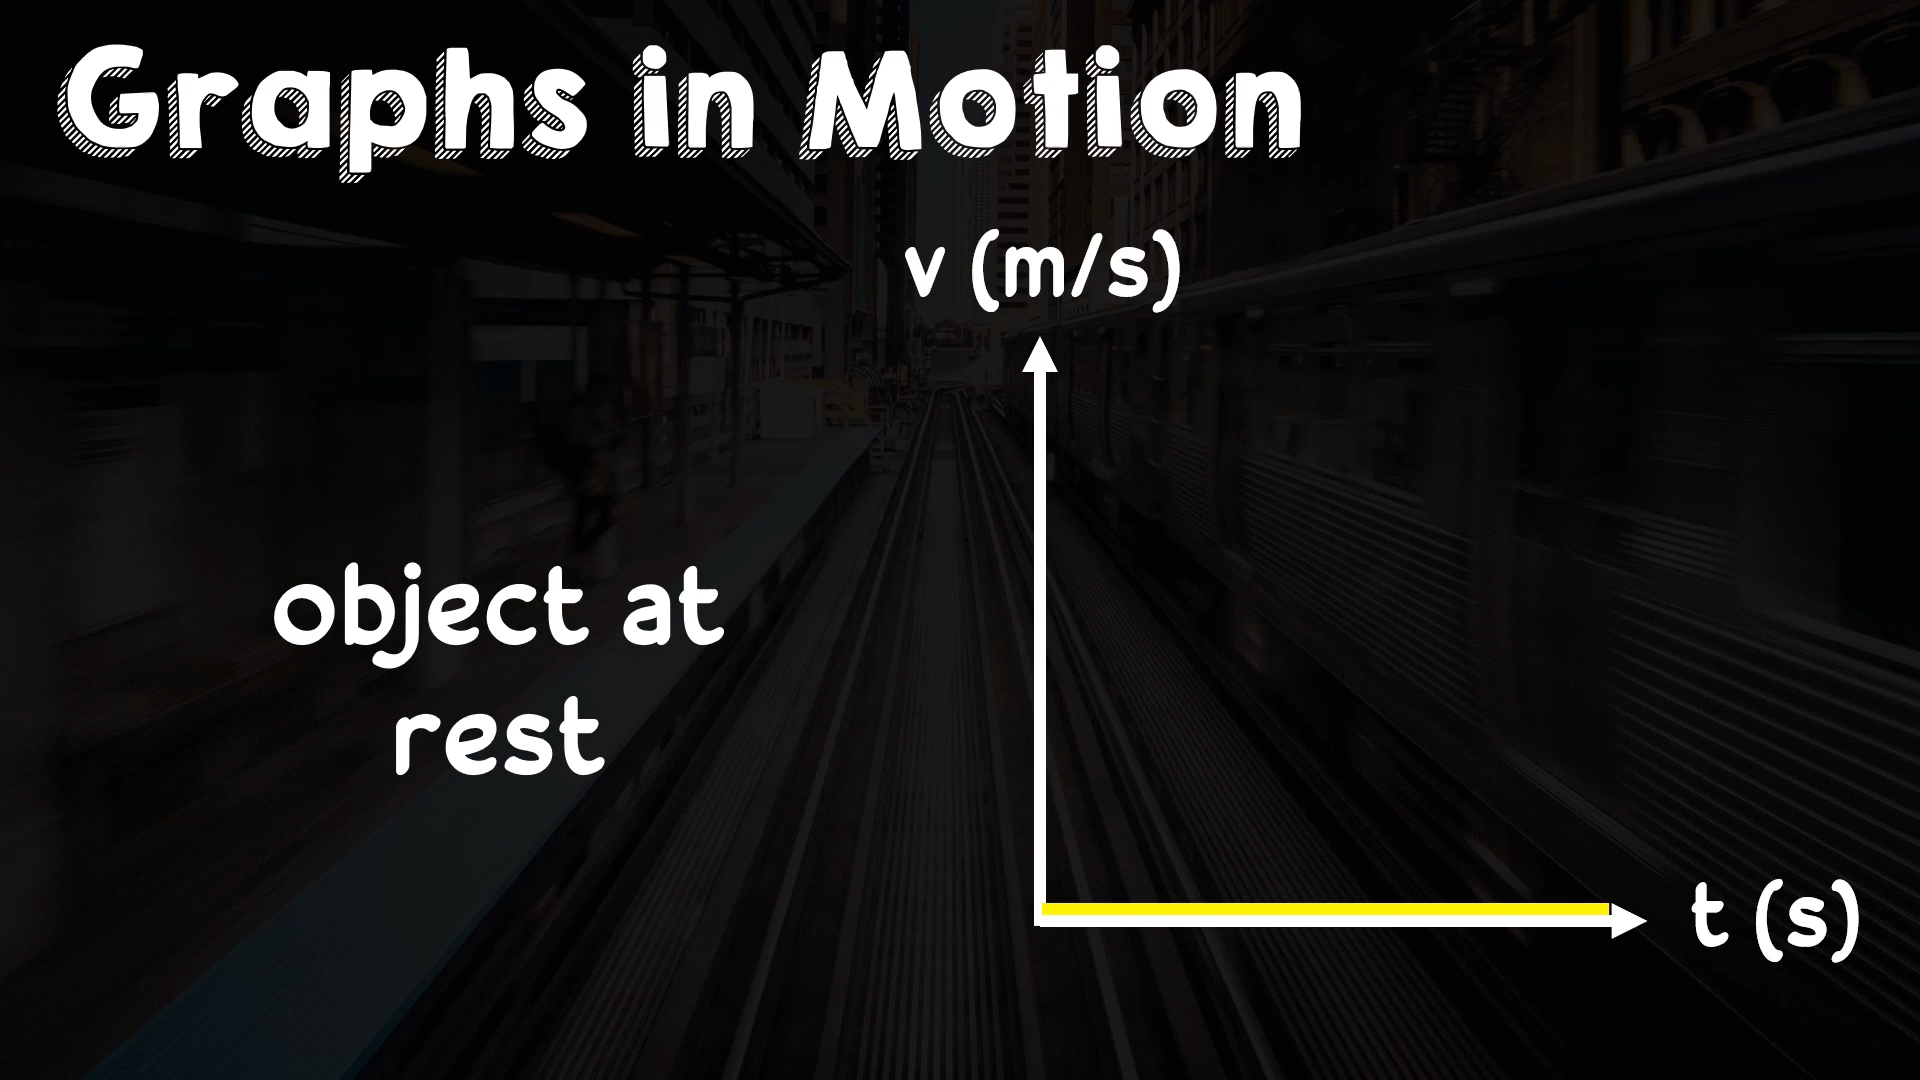 Graphs in Motion
v (m/s)
object at
rest
t (s)